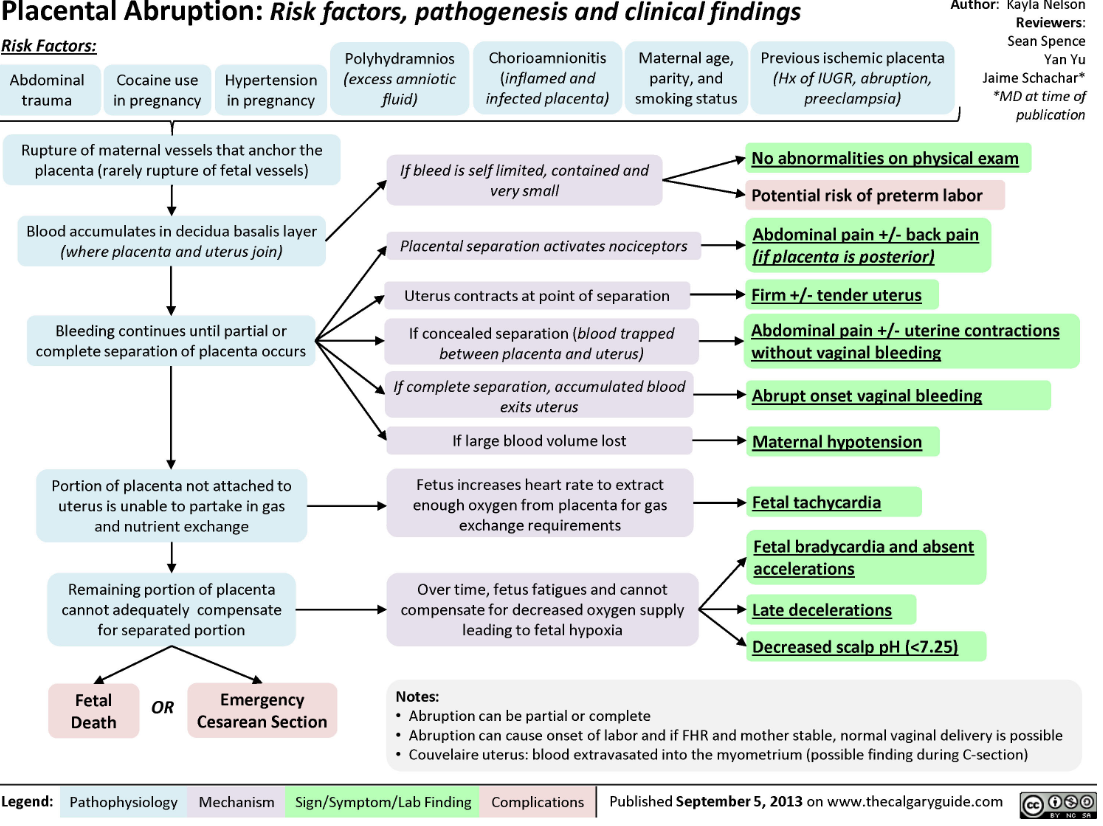 Placental Abruption: Risk factors, pathogenesis and clinical findings
Author: Kayla Nelson
Reviewers:
Sean Spence
Yan Yu
Jaime Schachar*
*MD at time of
publication
Risk Factors:
Abdominal
trauma
Cocaine use
in pregnancy
Hypertension
in pregnancy
Polyhydramnios
(excess amniotic
fluid)
Chorioamnionitis
(inflamed and
infected placenta)
Maternal age,
parity, and
smoking status
Previous ischemic placenta
(Hx of IUGR, abruption,
preeclampsia)
Rupture of maternal vessels that anchor the
placenta (rarely rupture of fetal vessels)
If bleed is self limited, contained and
very small
No abnormalities on physical exam
Potential risk of preterm labor
Blood accumulates in decidua basalis layer
(where placenta and uterus join)
Placental separation activates nociceptors
Abdominal pain +/- back pain
(if placenta is posterior)
Uterus contracts at point of separation
Firm +/- tender uterus
Bleeding continues until partial or
complete separation of placenta occurs
If concealed separation (blood trapped
between placenta and uterus)
Abdominal pain +/- uterine contractions
without vaginal bleeding
If complete separation, accumulated blood
exits uterus
Abrupt onset vaginal bleeding
If large blood volume lost
Maternal hypotension
Portion of placenta not attached to
uterus is unable to partake in gas
and nutrient exchange
Fetus increases heart rate to extract
enough oxygen from placenta for gas
exchange requirements
Fetal tachycardia
Remaining portion of placenta
cannot adequately compensate
for separated portion
Over time, fetus fatigues and cannot
compensate for decreased oxygen supply
leading to fetal hypoxia
Fetal bradycardia and absent
accelerations
Late decelerations
Decreased scalp pH (<7.25)
Fetal
Death
OR
Emergency
Cesarean Section
Notes:
• Abruption can be partial or complete
• Abruption can cause onset of labor and if FHR and mother stable, normal vaginal delivery is possible
• Couvelaire uterus: blood extravasated into the myometrium (possible finding during C-section)
Legend: Pathophysiology Mechanism Sign/Symptom/Lab Finding Complications Published September 5, 2013 on www.thecalgaryguide.com
cc
BY NC SA